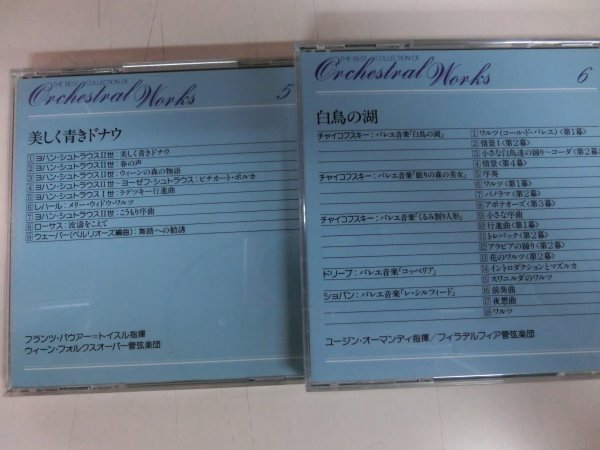 THE BEST COLLECTION OF
Orchestral Works
5
美しく青きドナウ
1 ヨハン・シュトラウスII世：美しく青きドナウ
2 ヨハン・シュトラウスII世：春の声
3 ヨハン・シュトラウスII世：ウィーンの森の物語
4 ヨハン・シュトラウスII世ーヨーゼフ・シュトラウス：ピチカート・ポルカ
5 ヨハン・シュトラウスI世：ラデツキー行進曲
6 レハール：メリー・ウィドウ・ワルツ
7 ヨハン・シュトラウスII世：こうもり序曲
8 ローサス：波濤をこえて
9 ウェーバー(ベルリオーズ編曲)：舞踏への勧誘
フランツ・バウアー＝トイスル指揮
ウィーン・フォルクスオーパー管弦楽団
THE BEST COLLECTION OF
Orchestral Works
6
白鳥の湖
チャイコフスキー：バレエ音楽「白鳥の湖」
1 ワルツ(コール・ド・バレエ)〈第1幕〉
2 情景I〈第2幕〉
3 小さな白鳥達の踊り〜コーダ〈第2幕〉
4 情景〈第4幕〉
チャイコフスキー：バレエ音楽「眠りの森の美女」
5 序奏
6 ワルツ〈第1幕〉
7 パノラマ〈第2幕〉
8 アポテオーズ〈第3幕〉
チャイコフスキー：バレエ音楽「くるみ割り人形」
9 小さな序曲
10 行進曲〈第1幕〉
11 トレパック〈第2幕〉
12 アラビアの踊り〈第2幕〉
13 花のワルツ〈第2幕〉
ドリーブ：バレエ音楽「コッペリア」
14 イントロダクションとマズルカ
15 スワニルダのワルツ
ショパン：バレエ音楽「レ・シルフィード」
16 前奏曲
17 夜想曲
18 ワルツ
ユージン・オーマンディ指揮／フィラデルフィア管弦楽団